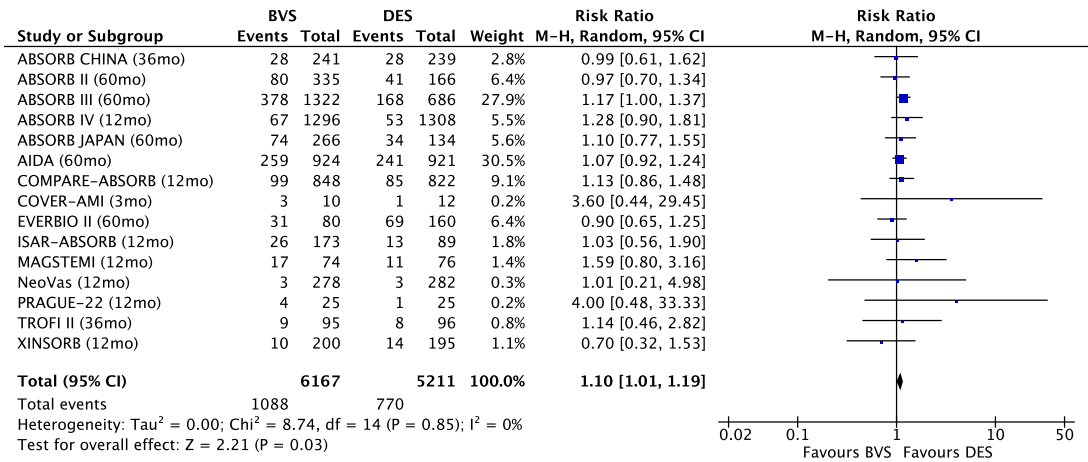 BVS DES Risk Ratio Risk Ratio
Study or Subgroup Events Total Events Total Weight M-H, Random, 95% CI M-H, Random, 95% CI
ABSORB CHINA (36mo) 28 241 28 239 2.8% 0.99 [0.61, 1.62]
ABSORB II (60mo) 80 335 41 166 6.4% 0.97 [0.70, 1.34]
ABSORB III (60mo) 378 1322 168 686 27.9% 1.17 [1.00, 1.37]
ABSORB IV (12mo) 67 1296 53 1308 5.5% 1.28 [0.90, 1.81]
ABSORB JAPAN (60mo) 74 266 34 134 5.6% 1.10 [0.77, 1.55]
AIDA (60mo) 259 924 241 921 30.5% 1.07 [0.92, 1.24]
COMPARE-ABSORB (12mo) 99 848 85 822 9.1% 1.13 [0.86, 1.48]
COVER-AMI (3mo) 3 10 1 12 0.2% 3.60 [0.44, 29.45]
EVERBIO II (60mo) 31 80 69 160 6.4% 0.90 [0.65, 1.25]
ISAR-ABSORB (12mo) 26 173 13 89 1.8% 1.03 [0.56, 1.90]
MAGSTEMI (12mo) 17 74 11 76 1.4% 1.59 [0.80, 3.16]
NeoVas (12mo) 3 278 3 282 0.3% 1.01 [0.21, 4.98]
PRAGUE-22 (12mo) 4 25 1 25 0.2% 4.00 [0.48, 33.33]
TROFI II (36mo) 9 95 8 96 0.8% 1.14 [0.46, 2.82]
XINSORB (12mo) 10 200 14 195 1.1% 0.70 [0.32, 1.53]
Total (95% CI) 6167 5211 100.0% 1.10 [1.01, 1.19]
Total events 1088 770
Heterogeneity: Tau² = 0.00; Chi² = 8.74, df = 14 (P = 0.85); I² = 0%
Test for overall effect: Z = 2.21 (P = 0.03)
0.02 0.1 1 10 50
Favours BVS Favours DES